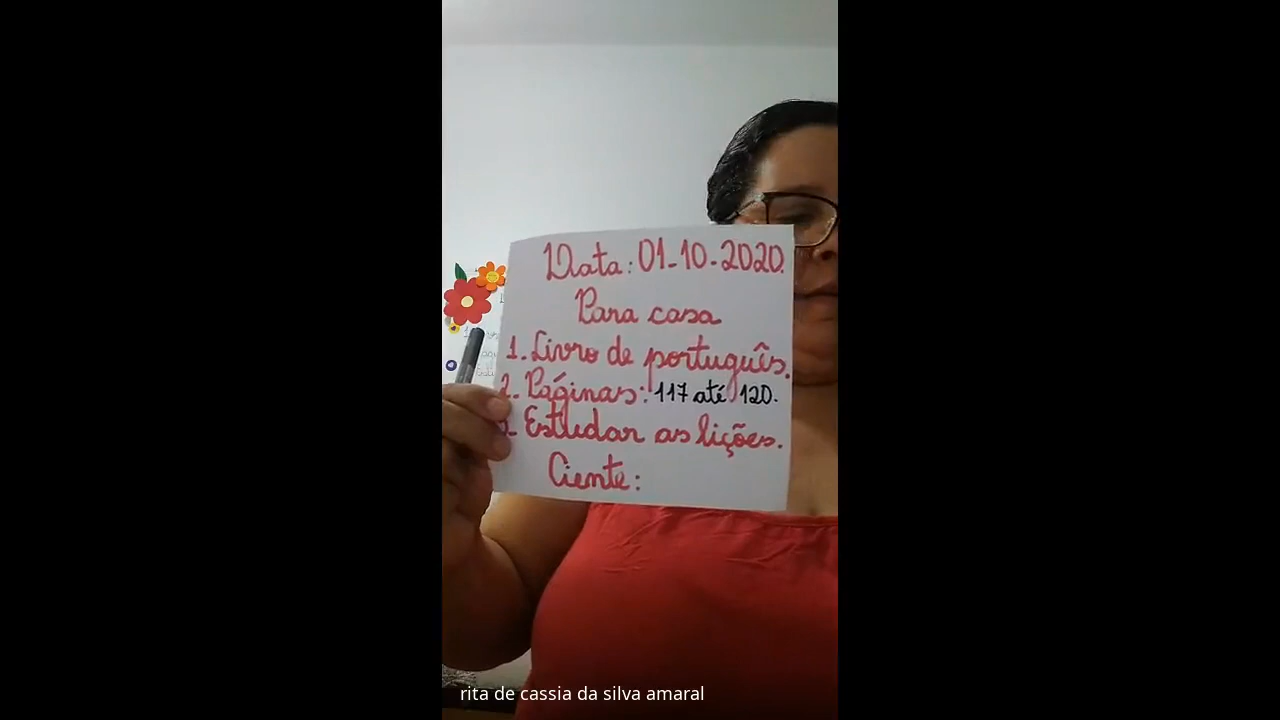 Data: 01-10-2020.
Para casa
1. Livro de português.
2. Páginas: 117 até 120.
3. Estudar as lições.
Ciente:
rita de cassia da silva amaral